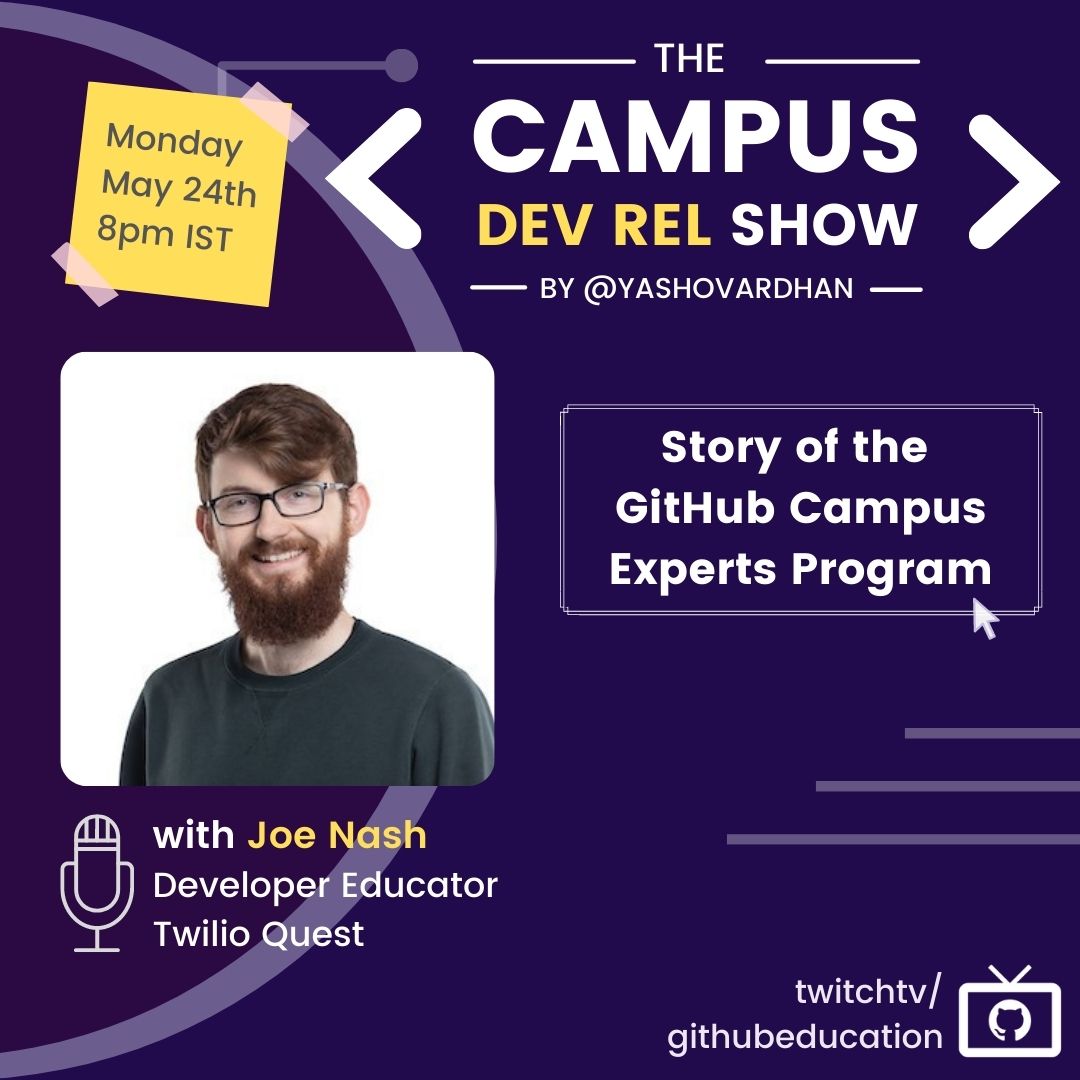 Monday
May 24th
8pm IST
THE
CAMPUS
DEV REL SHOW
BY @YASHOVARDHAN
Story of the
GitHub Campus
Experts Program
with Joe Nash
Developer Educator
Twilio Quest
twitchtv/
githubeducation